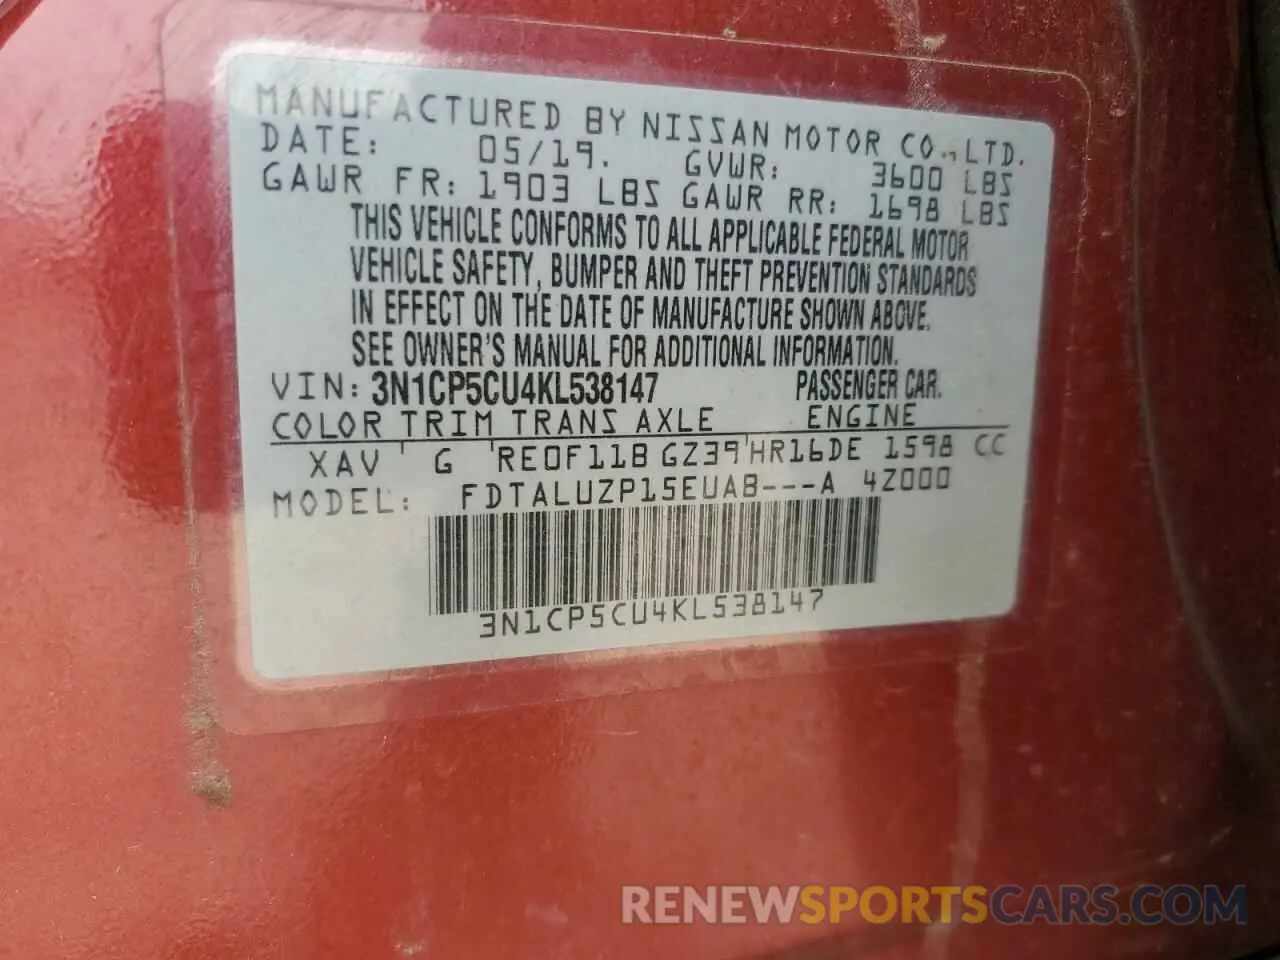 MANUFACTURED BY NISSAN MOTOR CO.,LTD.
DATE: 05/19. GVWR: 3600 LBS
GAWR FR: 1903 LBS GAWR RR: 1698 LBS
THIS VEHICLE CONFORMS TO ALL APPLICABLE FEDERAL MOTOR
VEHICLE SAFETY, BUMPER AND THEFT PREVENTION STANDARDS
IN EFFECT ON THE DATE OF MANUFACTURE SHOWN ABOVE.
SEE OWNER'S MANUAL FOR ADDITIONAL INFORMATION.
VIN: 3N1CP5CU4KL538147 PASSENGER CAR.
COLOR TRIM TRANS AXLE ENGINE
XAV ' G 'RE0F11B GZ39'HR16DE 1598 CC
MODEL: FDTALUZP15EUAB---A 4Z000
3N1CP5CU4KL538147
RENEWSPORTSCARS.COM